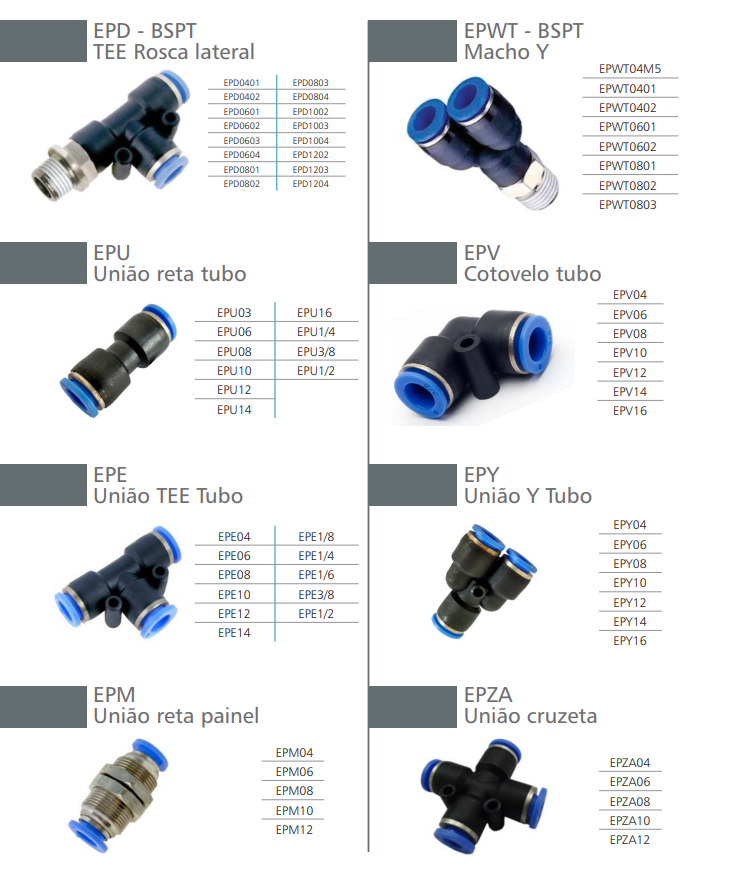 EPD - BSPT
TEE Rosca lateral
EPD0401 EPD0803
EPD0402 EPD0804
EPD0601 EPD1002
EPD0602 EPD1003
EPD0603 EPD1004
EPD0604 EPD1202
EPD0801 EPD1203
EPD0802 EPD1204
EPWT - BSPT
Macho Y
EPWT04M5
EPWT0401
EPWT0402
EPWT0601
EPWT0602
EPWT0801
EPWT0802
EPWT0803
EPU
União reta tubo
EPU03 EPU16
EPU06 EPU1/4
EPU08 EPU3/8
EPU10 EPU1/2
EPU12
EPU14
EPV
Cotovelo tubo
EPV04
EPV06
EPV08
EPV10
EPV12
EPV14
EPV16
EPE
União TEE Tubo
EPE04 EPE1/8
EPE06 EPE1/4
EPE08 EPE1/6
EPE10 EPE3/8
EPE12 EPE1/2
EPE14
EPY
União Y Tubo
EPY04
EPY06
EPY08
EPY10
EPY12
EPY14
EPY16
EPM
União reta painel
EPM04
EPM06
EPM08
EPM10
EPM12
EPZA
União cruzeta
EPZA04
EPZA06
EPZA08
EPZA10
EPZA12